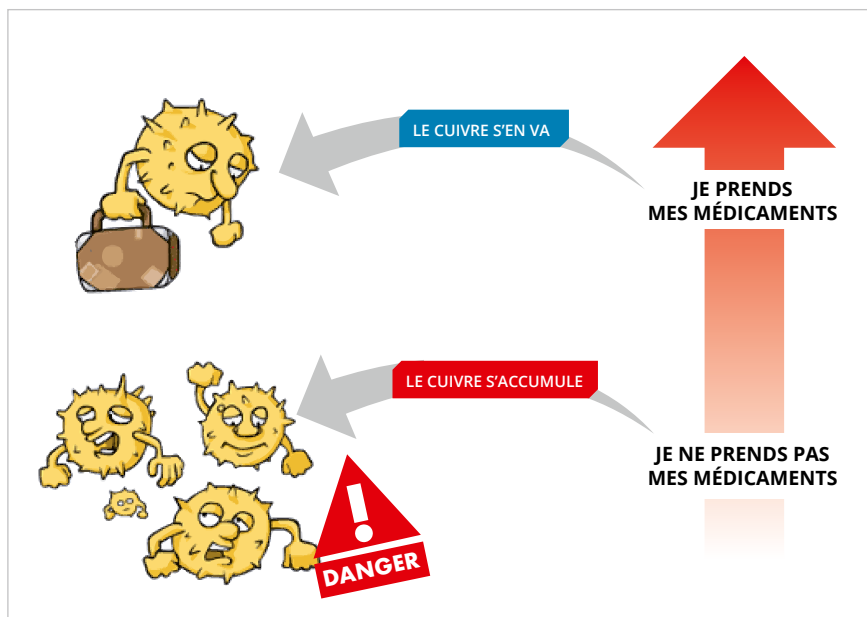 LE CUIVRE S'EN VA
JE PRENDS
MES MÉDICAMENTS
LE CUIVRE S'ACCUMULE
JE NE PRENDS PAS
MES MÉDICAMENTS
!
DANGER